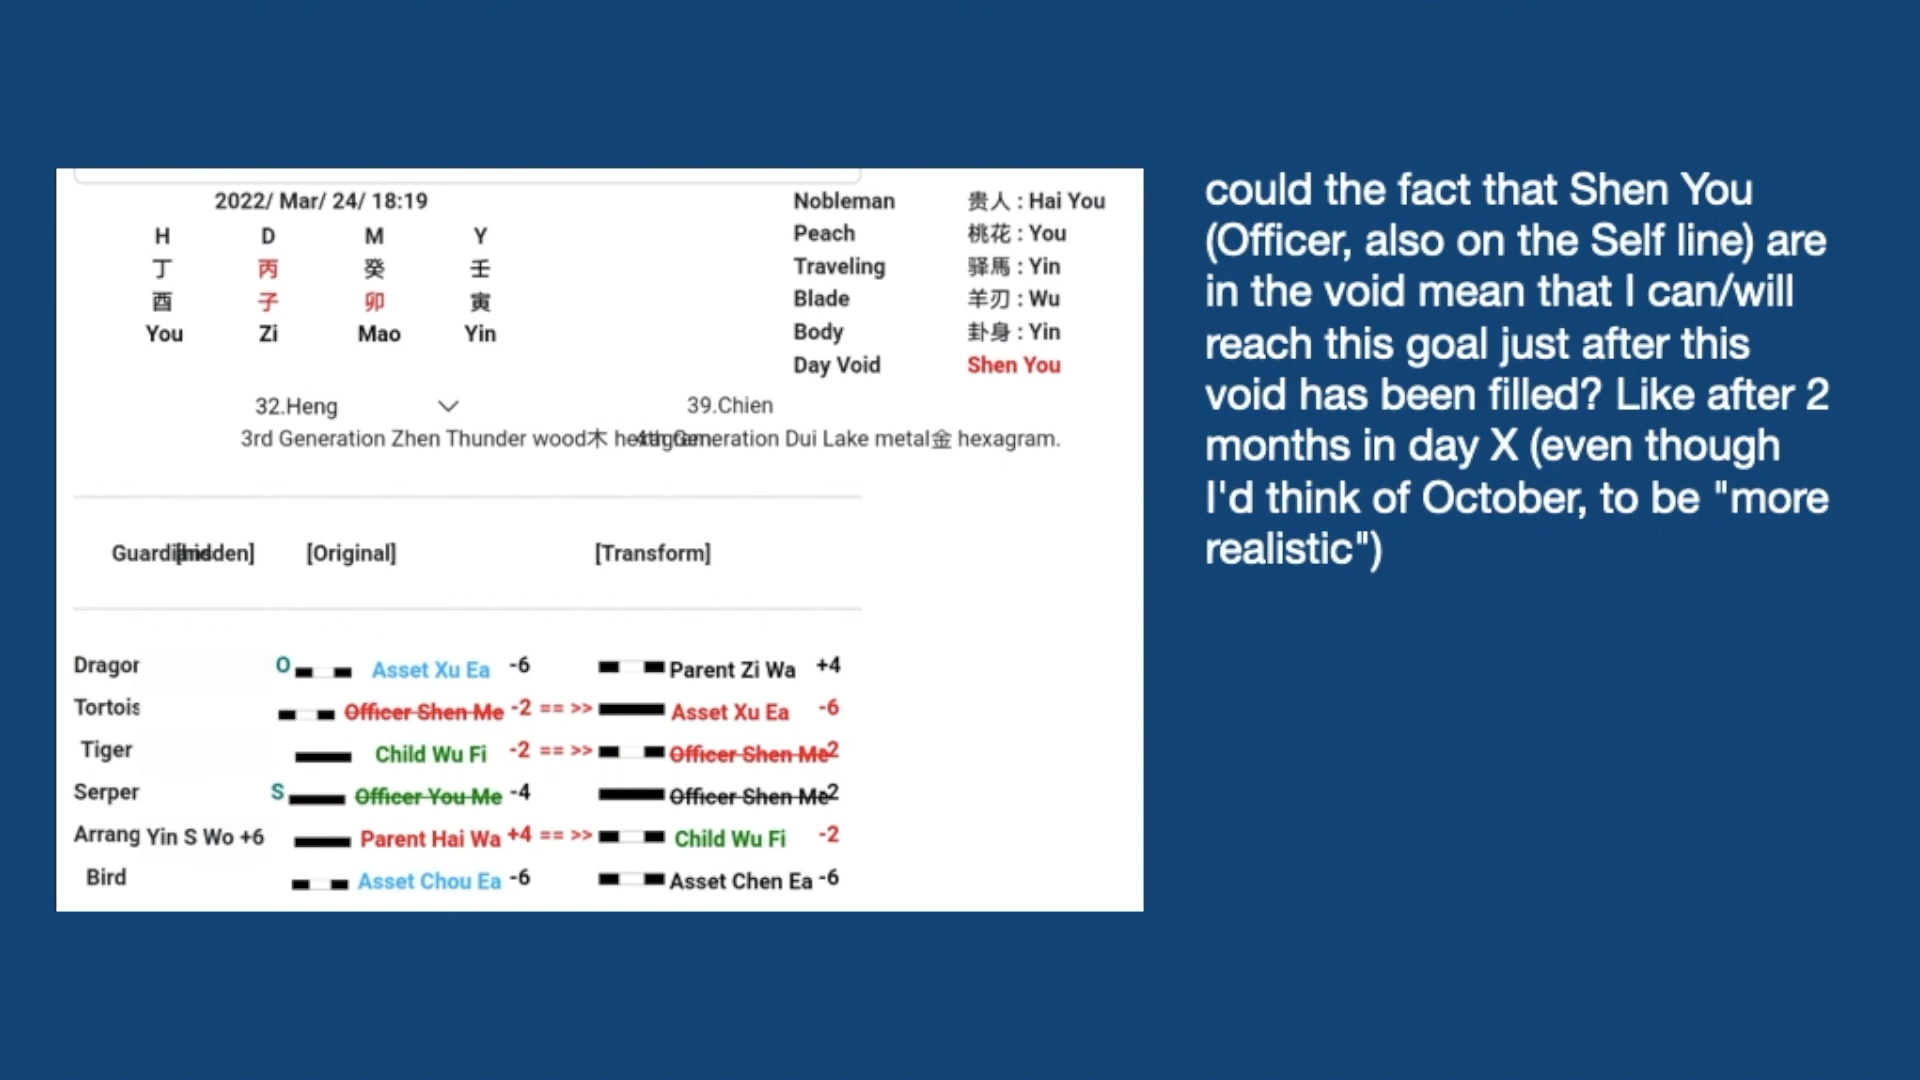 2022/ Mar/ 24/ 18:19
H D M Y
丁 丙 癸 壬
酉 子 卯 寅
You Zi Mao Yin
Nobleman 贵人 : Hai You
Peach 桃花 : You
Traveling 驿馬 : Yin
Blade 羊刃 : Wu
Body 卦身 : Yin
Day Void Shen You
32.Heng 39.Chien
3rd Generation Zhen Thunder wood木 hexagram. 4th Generation Dui Lake metal金 hexagram.
Guardians [hidden] [Original] [Transform]
Dragor O Asset Xu Ea -6 Parent Zi Wa +4
Tortois Officer Shen Me -2 == >> Asset Xu Ea -6
Tiger Child Wu Fi -2 == >> Officer Shen Me -2
Serper S Officer You Me -4 Officer Shen Me -2
Arrang Yin S Wo +6 Parent Hai Wa +4 == >> Child Wu Fi -2
Bird Asset Chou Ea -6 Asset Chen Ea -6
could the fact that Shen You
(Officer, also on the Self line) are
in the void mean that I can/will
reach this goal just after this
void has been filled? Like after 2
months in day X (even though
I'd think of October, to be "more
realistic")